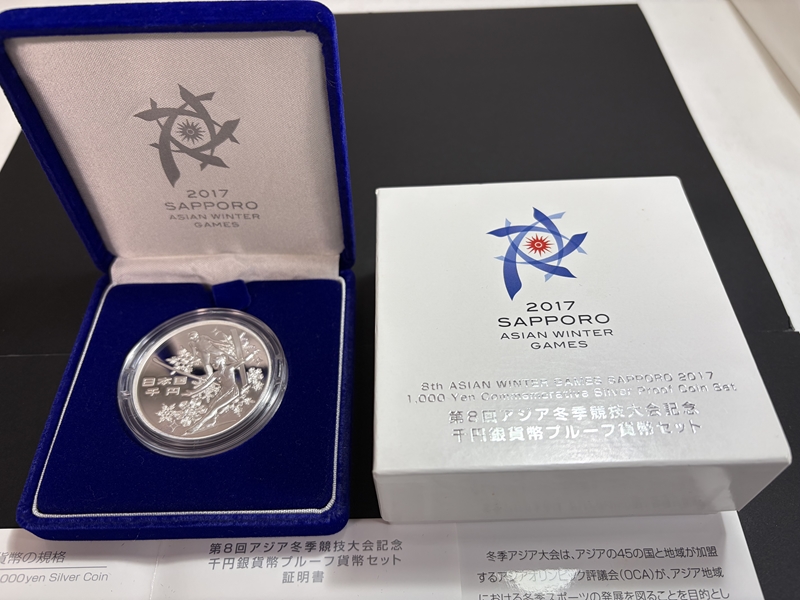 2017
SAPPORO
ASIAN WINTER
GAMES
日本国
千円
2017
SAPPORO
ASIAN WINTER
GAMES
8th ASIAN WINTER GAMES SAPPORO 2017
1,000 Yen Commemorative Silver Proof Coin Set
第8回アジア冬季競技大会記念
千円銀貨幣プルーフ貨幣セット
貨幣の規格
000yen Silver Coin
第8回アジア冬季競技大会記念
千円銀貨幣プルーフ貨幣セット
証明書
冬季アジア大会は、アジアの45の国と地域が加盟
するアジアオリンピック評議会(OCA)が、アジア地域
における冬季スポーツの発展を図ることを目的とし